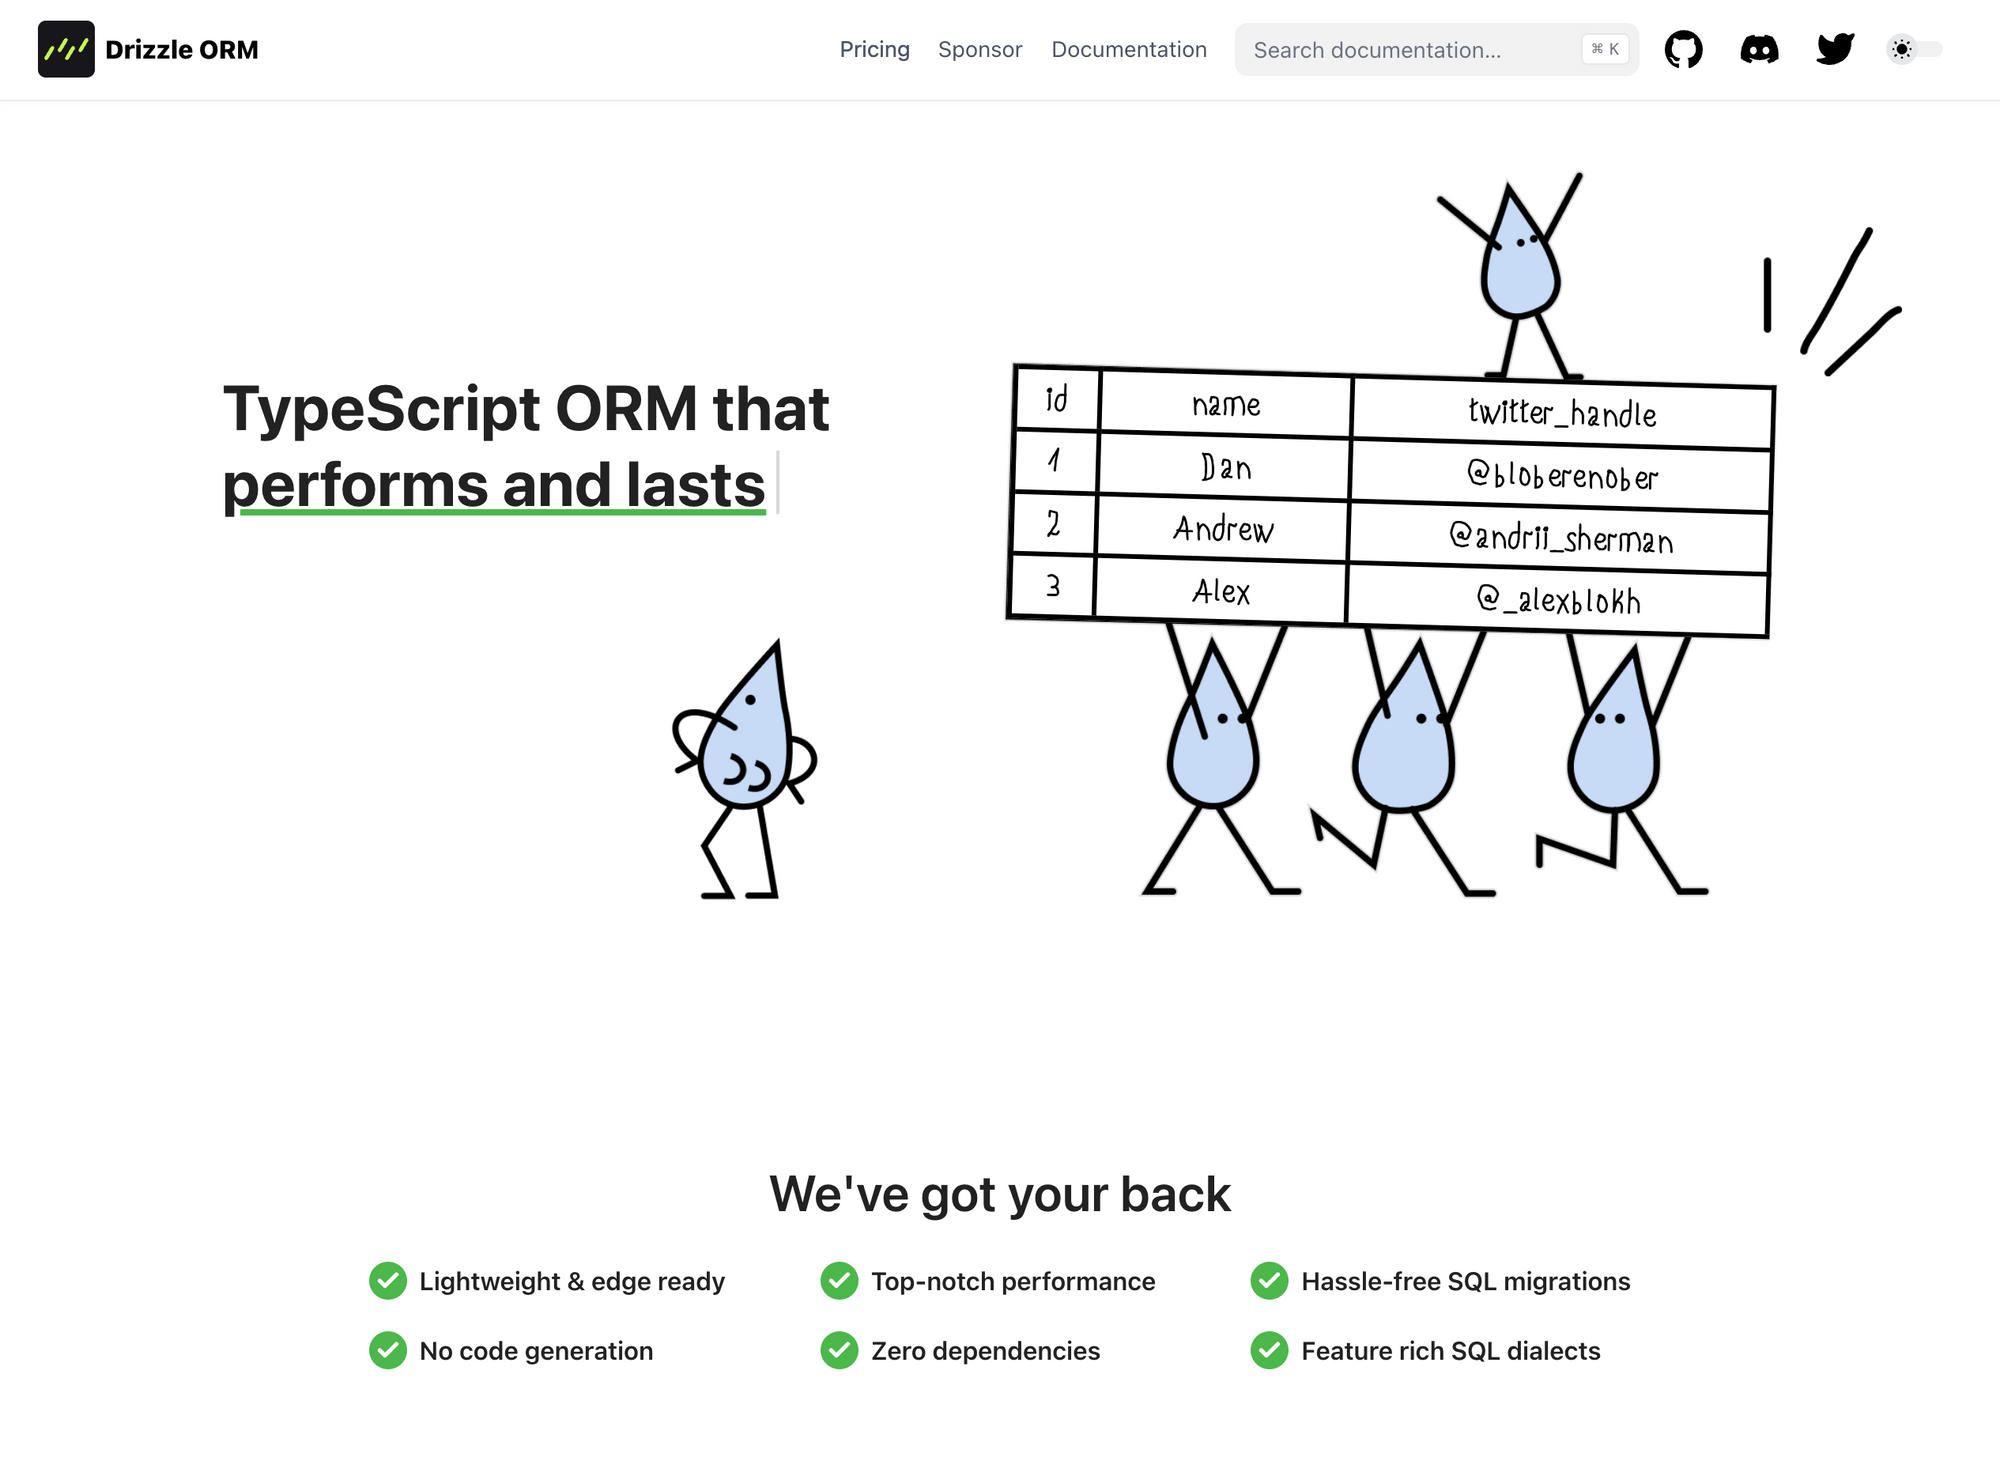 Drizzle ORM
Pricing Sponsor Documentation Search documentation... ⌘ K
TypeScript ORM that
performs and lasts
id name twitter_handle
1 Dan @bloberenober
2 Andrew @andrii_sherman
3 Alex @_alexblokh
We've got your back
Lightweight & edge ready Top-notch performance Hassle-free SQL migrations
No code generation Zero dependencies Feature rich SQL dialects